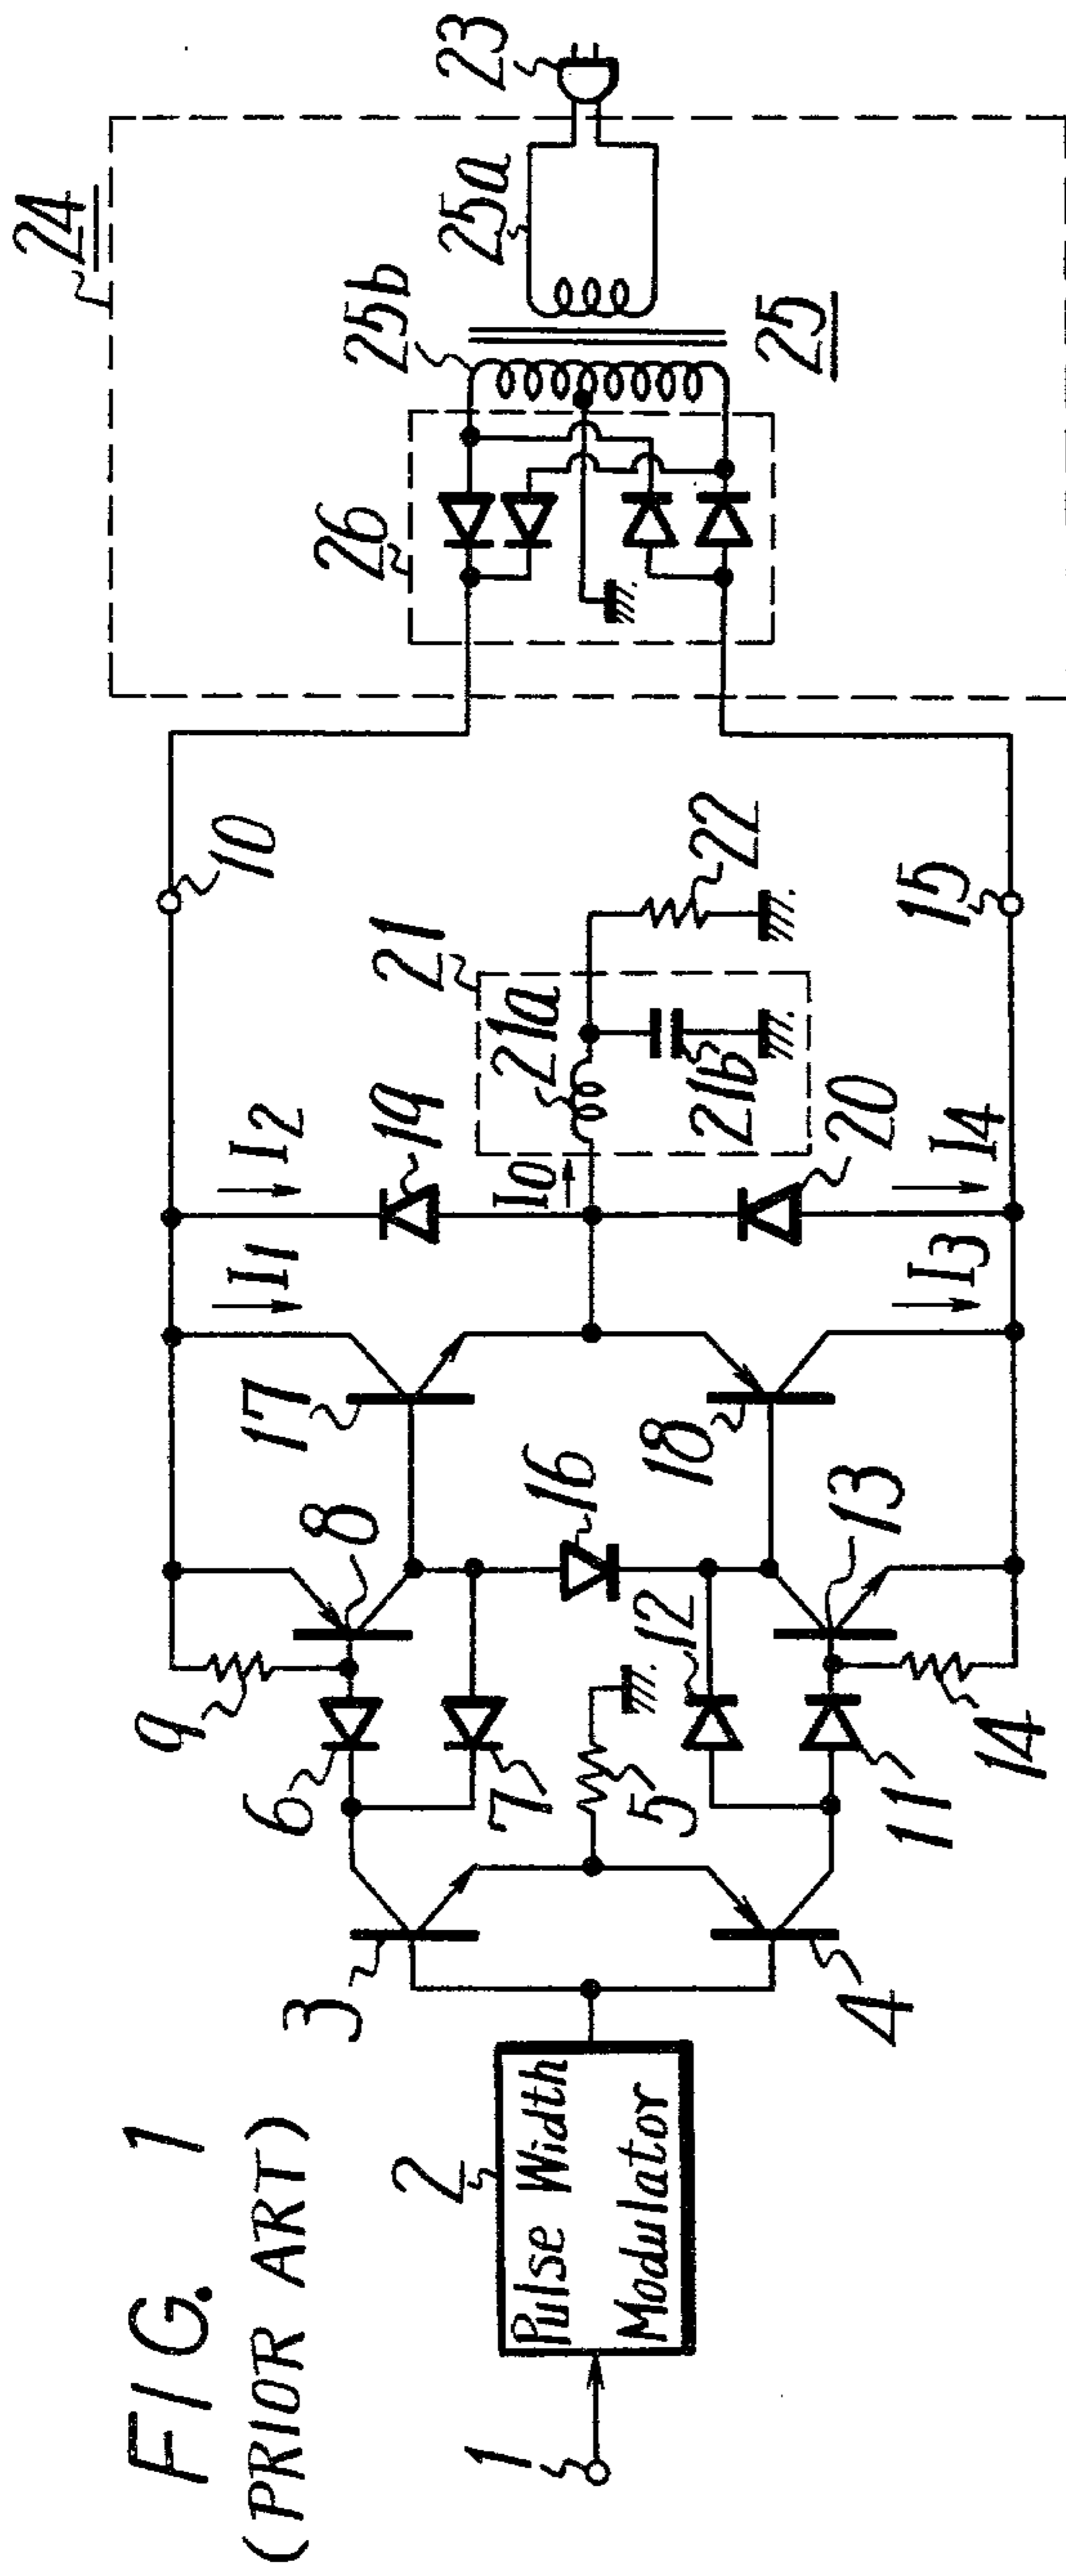 FIG. 1
(PRIOR ART)
1
2
Pulse Width
Modulator
3
4
5
6
7
8
9
10
11
12
13
14
15
16
17
18
19
20
I1
I2
I3
I4
I0
21
21a
21b
22
23
24
25
25a
25b
26